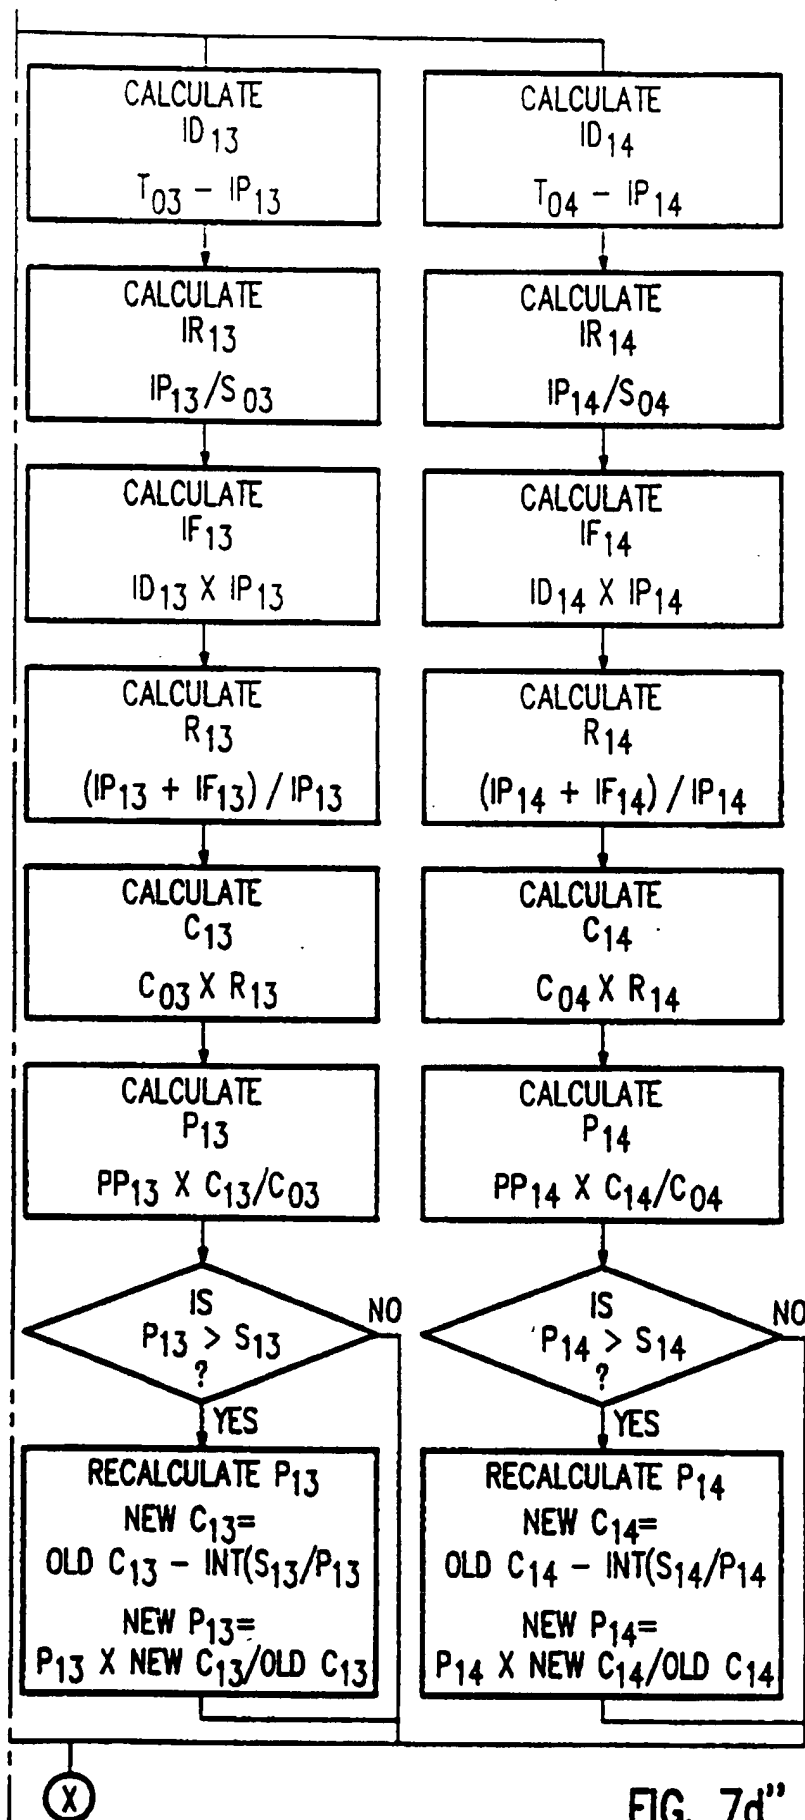 CALCULATE
ID13
T03 – IP13
CALCULATE
IR13
IP13/S03
CALCULATE
IF13
ID13 X IP13
CALCULATE
R13
(IP13 + IF13) / IP13
CALCULATE
C13
C03 X R13
CALCULATE
P13
PP13 X C13/C03
IS
P13 > S13
?
NO
YES
RECALCULATE P13
NEW C13=
OLD C13 – INT(S13/P13
NEW P13=
P13 X NEW C13/OLD C13
CALCULATE
ID14
T04 – IP14
CALCULATE
IR14
IP14/S04
CALCULATE
IF14
ID14 X IP14
CALCULATE
R14
(IP14 + IF14) / IP14
CALCULATE
C14
C04 X R14
CALCULATE
P14
PP14 X C14/C04
IS
P14 > S14
?
NO
YES
RECALCULATE P14
NEW C14=
OLD C14 – INT(S14/P14
NEW P14=
P14 X NEW C14/OLD C14
X
FIG. 7d"